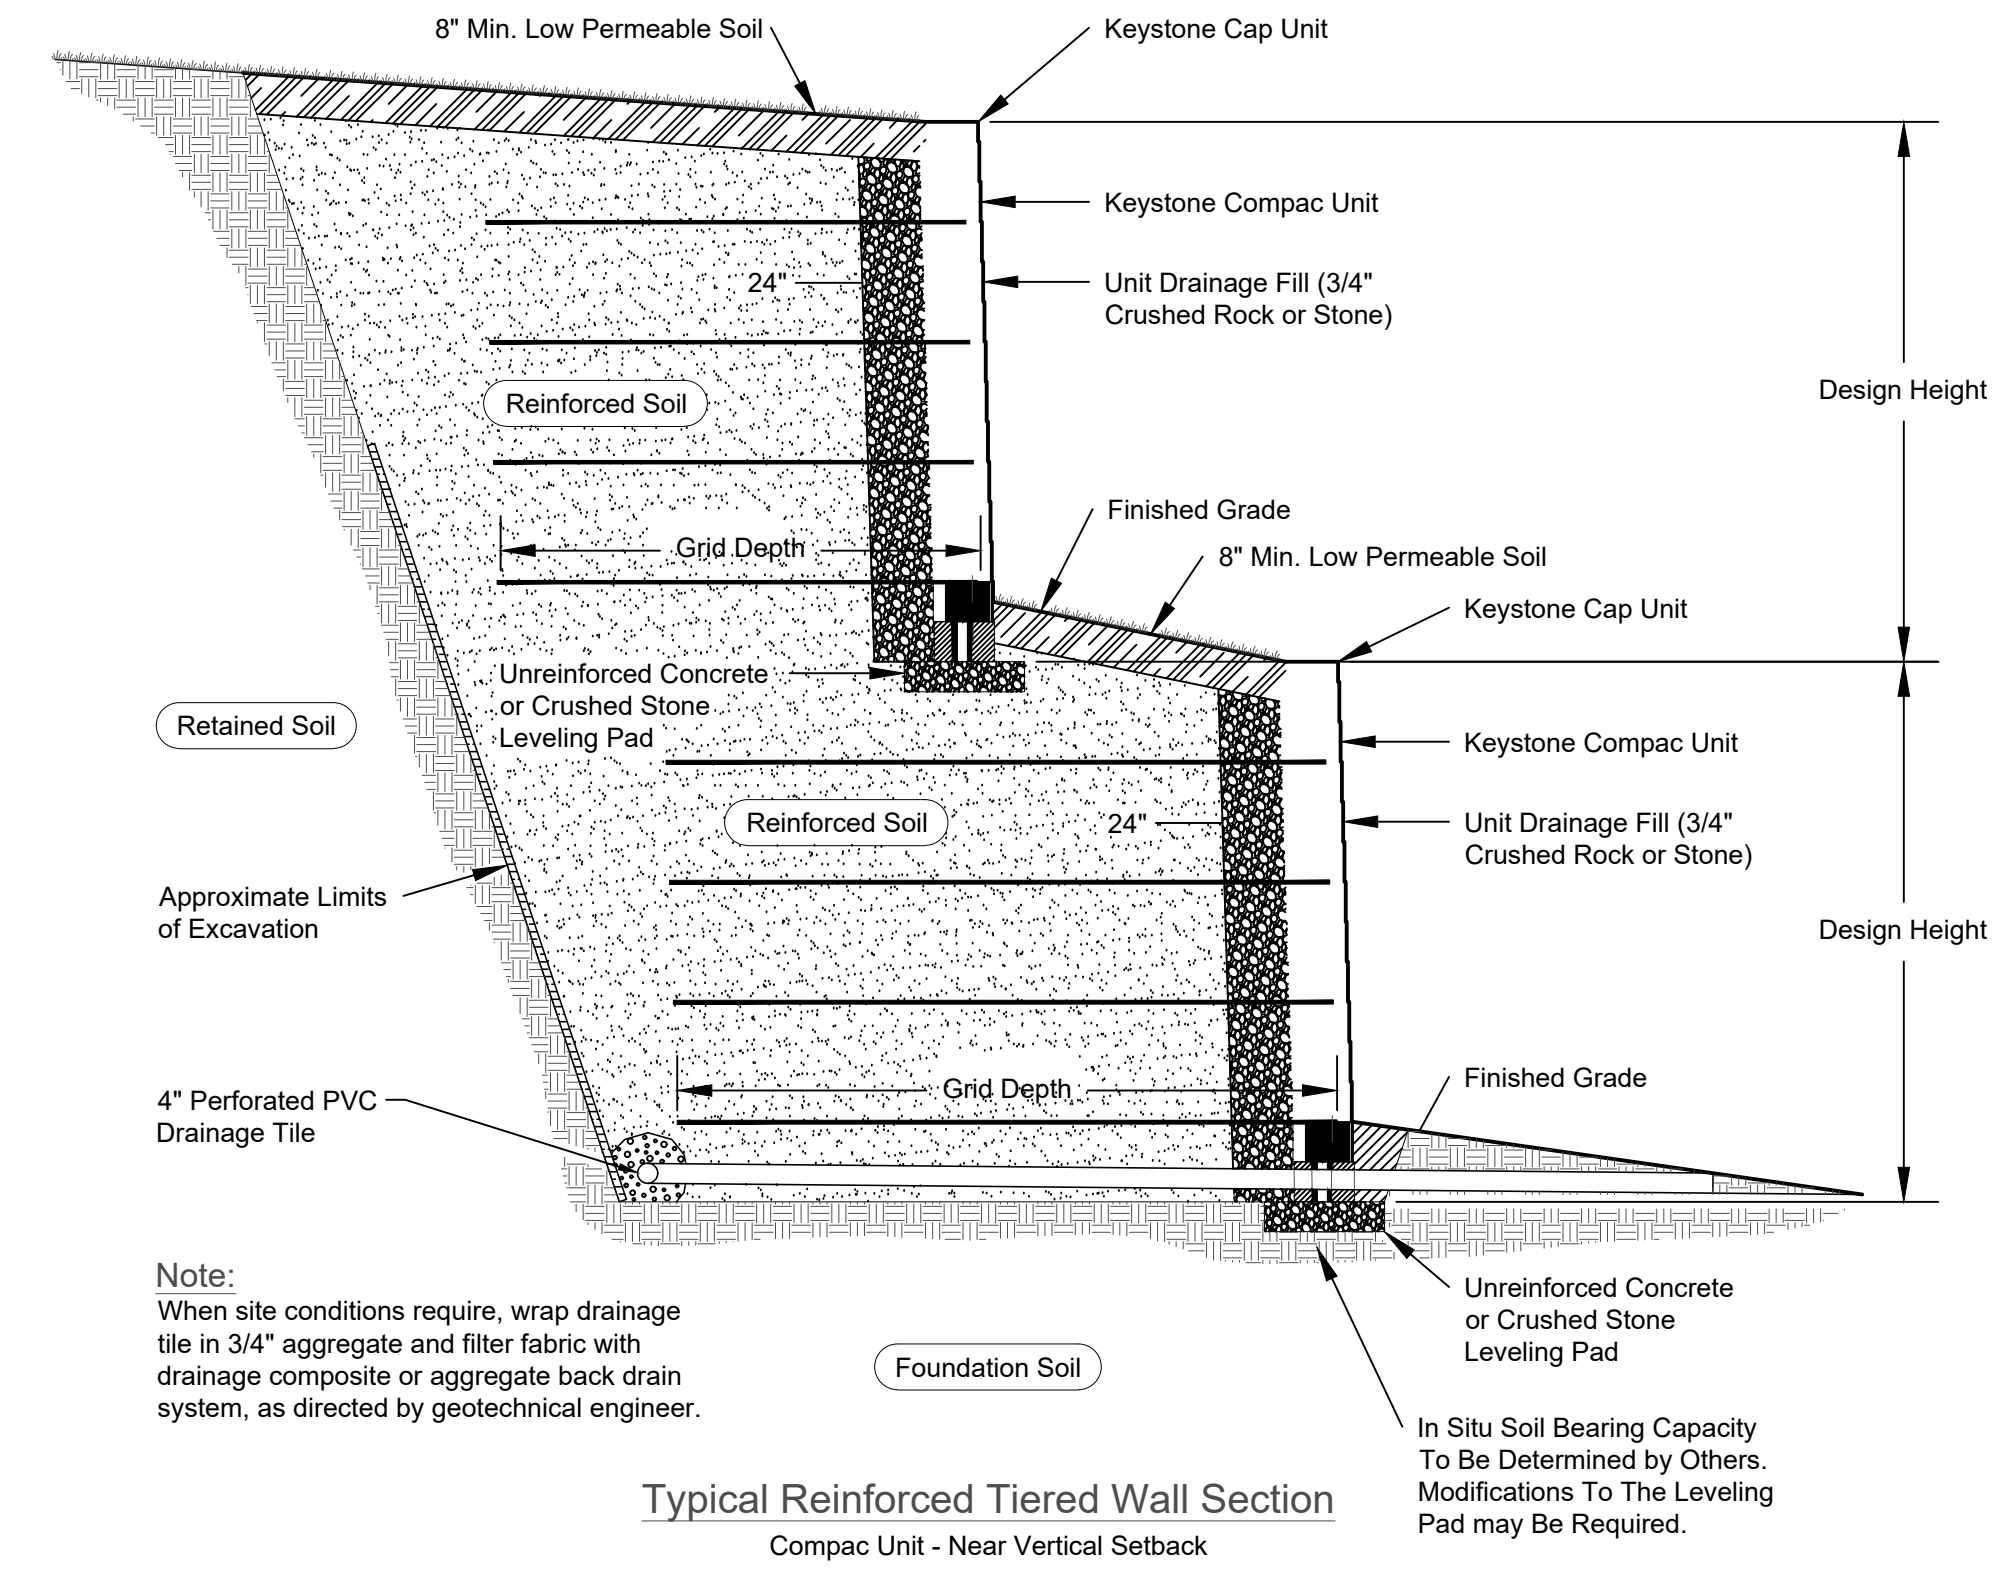 8" Min. Low Permeable Soil
Keystone Cap Unit
Keystone Compac Unit
24"
Unit Drainage Fill (3/4"
Crushed Rock or Stone)
Design Height
Reinforced Soil
Finished Grade
Grid Depth
8" Min. Low Permeable Soil
Keystone Cap Unit
Unreinforced Concrete
or Crushed Stone
Leveling Pad
Retained Soil
Keystone Compac Unit
Reinforced Soil
24"
Unit Drainage Fill (3/4"
Crushed Rock or Stone)
Approximate Limits
of Excavation
Design Height
Grid Depth
Finished Grade
4" Perforated PVC
Drainage Tile
Note:
When site conditions require, wrap drainage
tile in 3/4" aggregate and filter fabric with
drainage composite or aggregate back drain
system, as directed by geotechnical engineer.
Foundation Soil
Unreinforced Concrete
or Crushed Stone
Leveling Pad
In Situ Soil Bearing Capacity
To Be Determined by Others.
Modifications To The Leveling
Pad may Be Required.
Typical Reinforced Tiered Wall Section
Compac Unit - Near Vertical Setback